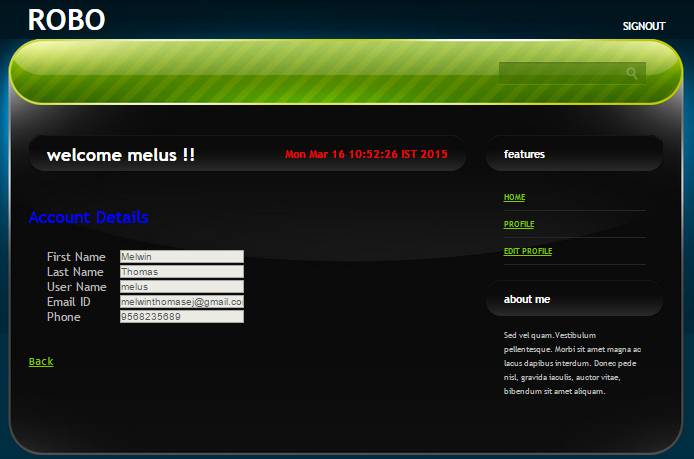 ROBO
SIGNOUT
welcome melus !!
Mon Mar 16 10:52:26 IST 2015
features
HOME
PROFILE
EDIT PROFILE
Account Details
First Name Melwin
Last Name Thomas
User Name melus
Email ID melwinthomasej@gmail.co
Phone 9568235689
Back
about me
Sed vel quam.Vestibulum
pellentesque. Morbi sit amet magna ac
lacus dapibus interdum. Donec pede
nisl, gravida iaculis, auctor vitae,
bibendum sit amet aliquam.